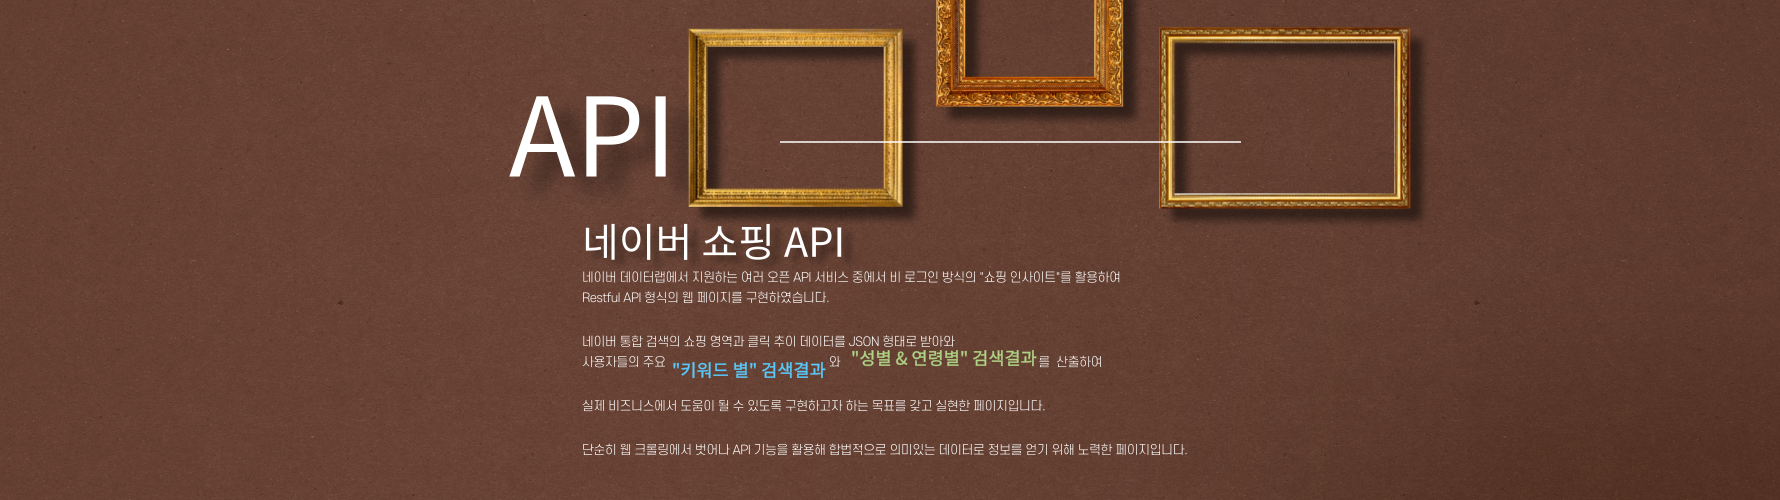 API
네이버 쇼핑 API
네이버 데이터랩에서 지원하는 여러 오픈 API 서비스 중에서 비 로그인 방식의 "쇼핑 인사이트"를 활용하여
Restful API 형식의 웹 페이지를 구현하였습니다.
네이버 통합 검색의 쇼핑 영역과 클릭 추이 데이터를 JSON 형태로 받아와
사용자들의 주요 "키워드 별" 검색결과 와 "성별 & 연령별" 검색결과 를 산출하여
실제 비즈니스에서 도움이 될 수 있도록 구현하고자 하는 목표를 갖고 실현한 페이지입니다.
단순히 웹 크롤링에서 벗어나 API 기능을 활용해 합법적으로 의미있는 데이터로 정보를 얻기 위해 노력한 페이지입니다.